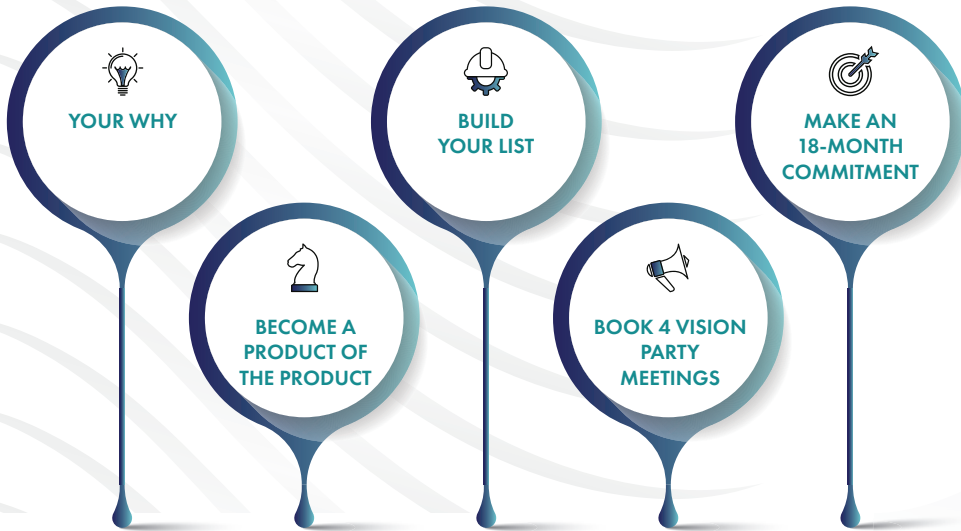 YOUR WHY
BECOME A
PRODUCT OF
THE PRODUCT
BUILD
YOUR LIST
BOOK 4 VISION
PARTY
MEETINGS
MAKE AN
18-MONTH
COMMITMENT